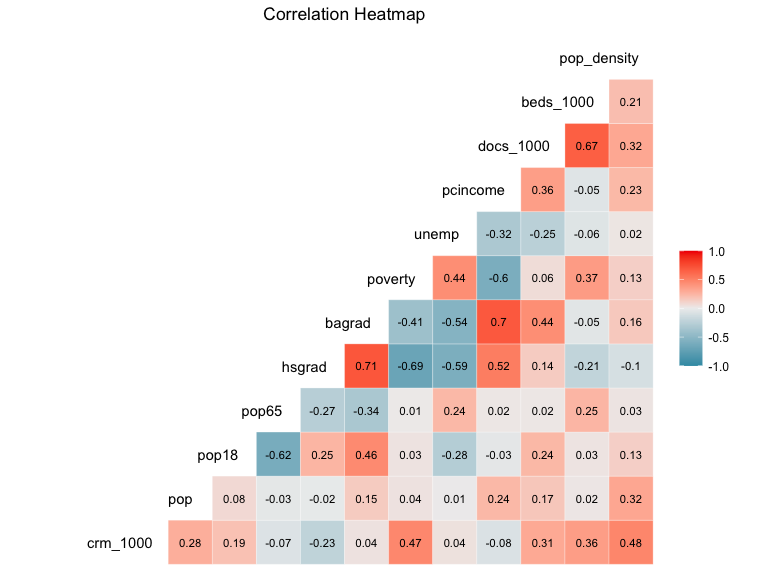 Correlation Heatmap
pop_density
beds_1000 0.21
docs_1000 0.67 0.32
pcincome 0.36 -0.05 0.23
unemp -0.32 -0.25 -0.06 0.02
poverty 0.44 -0.6 0.06 0.37 0.13
bagrad -0.41 -0.54 0.7 0.44 -0.05 0.16
hsgrad 0.71 -0.69 -0.59 0.52 0.14 -0.21 -0.1
pop65 -0.27 -0.34 0.01 0.24 0.02 0.02 0.25 0.03
pop18 -0.62 0.25 0.46 0.03 -0.28 -0.03 0.24 0.03 0.13
pop 0.08 -0.03 -0.02 0.15 0.04 0.01 0.24 0.17 0.02 0.32
crm_1000 0.28 0.19 -0.07 -0.23 0.04 0.47 0.04 -0.08 0.31 0.36 0.48
1.0
0.5
0.0
-0.5
-1.0